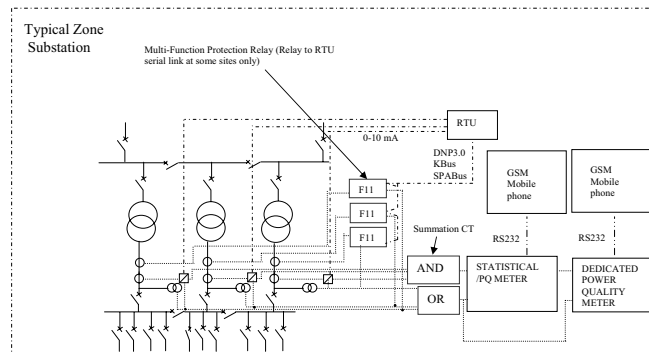 Typical Zone
Substation
Multi-Function Protection Relay (Relay to RTU
serial link at some sites only)
RTU
0-10 mA
DNP3.0
KBus
SPABus
GSM
Mobile
phone
GSM
Mobile
phone
F11
F11
F11
Summation CT
RS232
RS232
AND
OR
STATISTICAL
/PQ METER
DEDICATED
POWER
QUALITY
METER